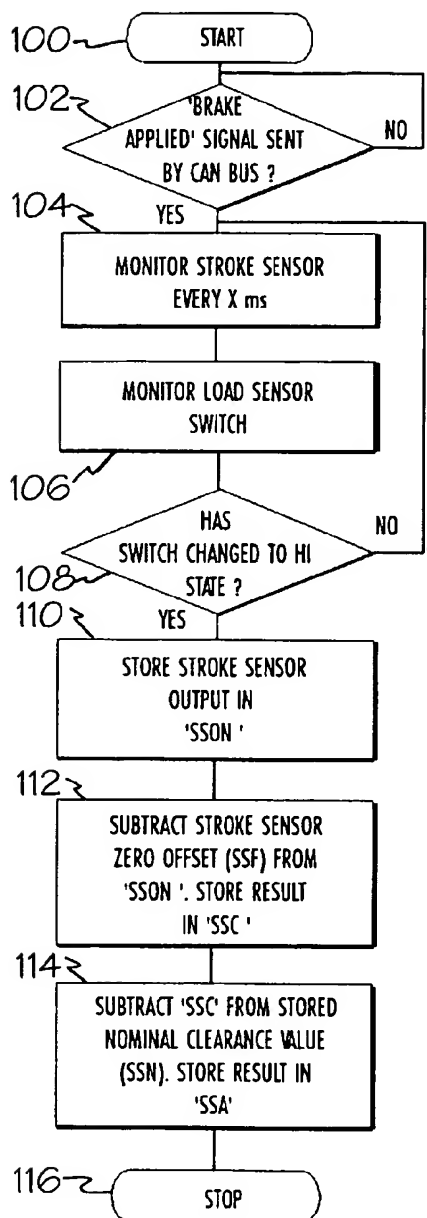 100
START
102
'BRAKE
APPLIED' SIGNAL SENT
BY CAN BUS ?
NO
YES
104
MONITOR STROKE SENSOR
EVERY X ms
MONITOR LOAD SENSOR
SWITCH
106
HAS
SWITCH CHANGED TO HI
STATE ?
NO
108
YES
110
STORE STROKE SENSOR
OUTPUT IN
'SSON '
112
SUBTRACT STROKE SENSOR
ZERO OFFSET (SSF) FROM
'SSON '. STORE RESULT
IN 'SSC '
114
SUBTRACT 'SSC' FROM STORED
NOMINAL CLEARANCE VALUE
(SSN). STORE RESULT IN
'SSA'
116
STOP